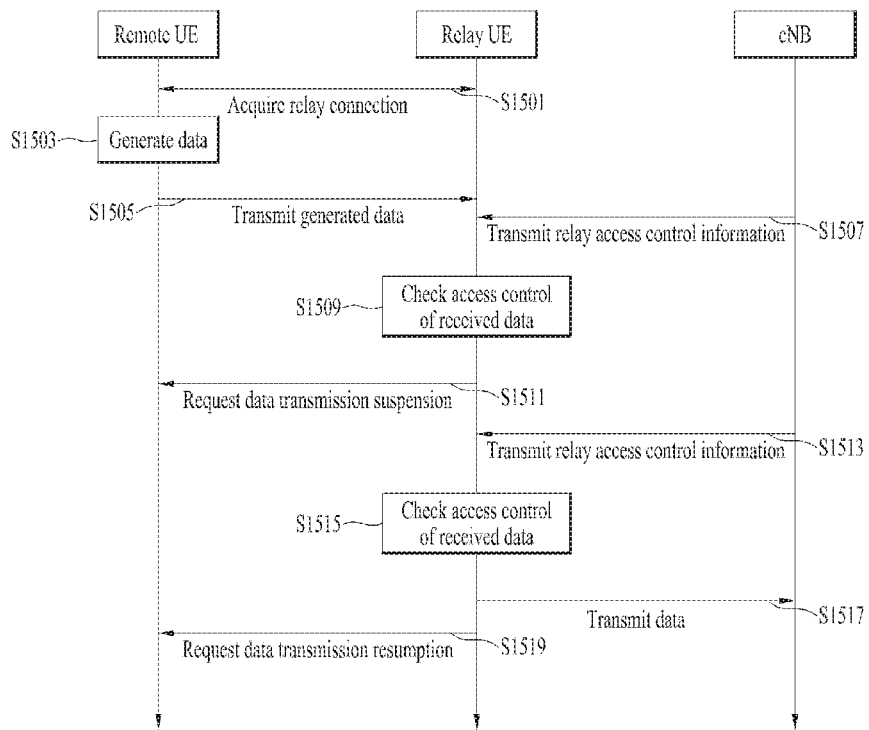 Remote UE
Relay UE
eNB
Acquire relay connection
S1501
S1503
Generate data
S1505
Transmit generated data
Transmit relay access control information
S1507
S1509
Check access control
of received data
Request data transmission suspension
S1511
Transmit relay access control information
S1513
S1515
Check access control
of received data
Transmit data
S1517
Request data transmission resumption
S1519